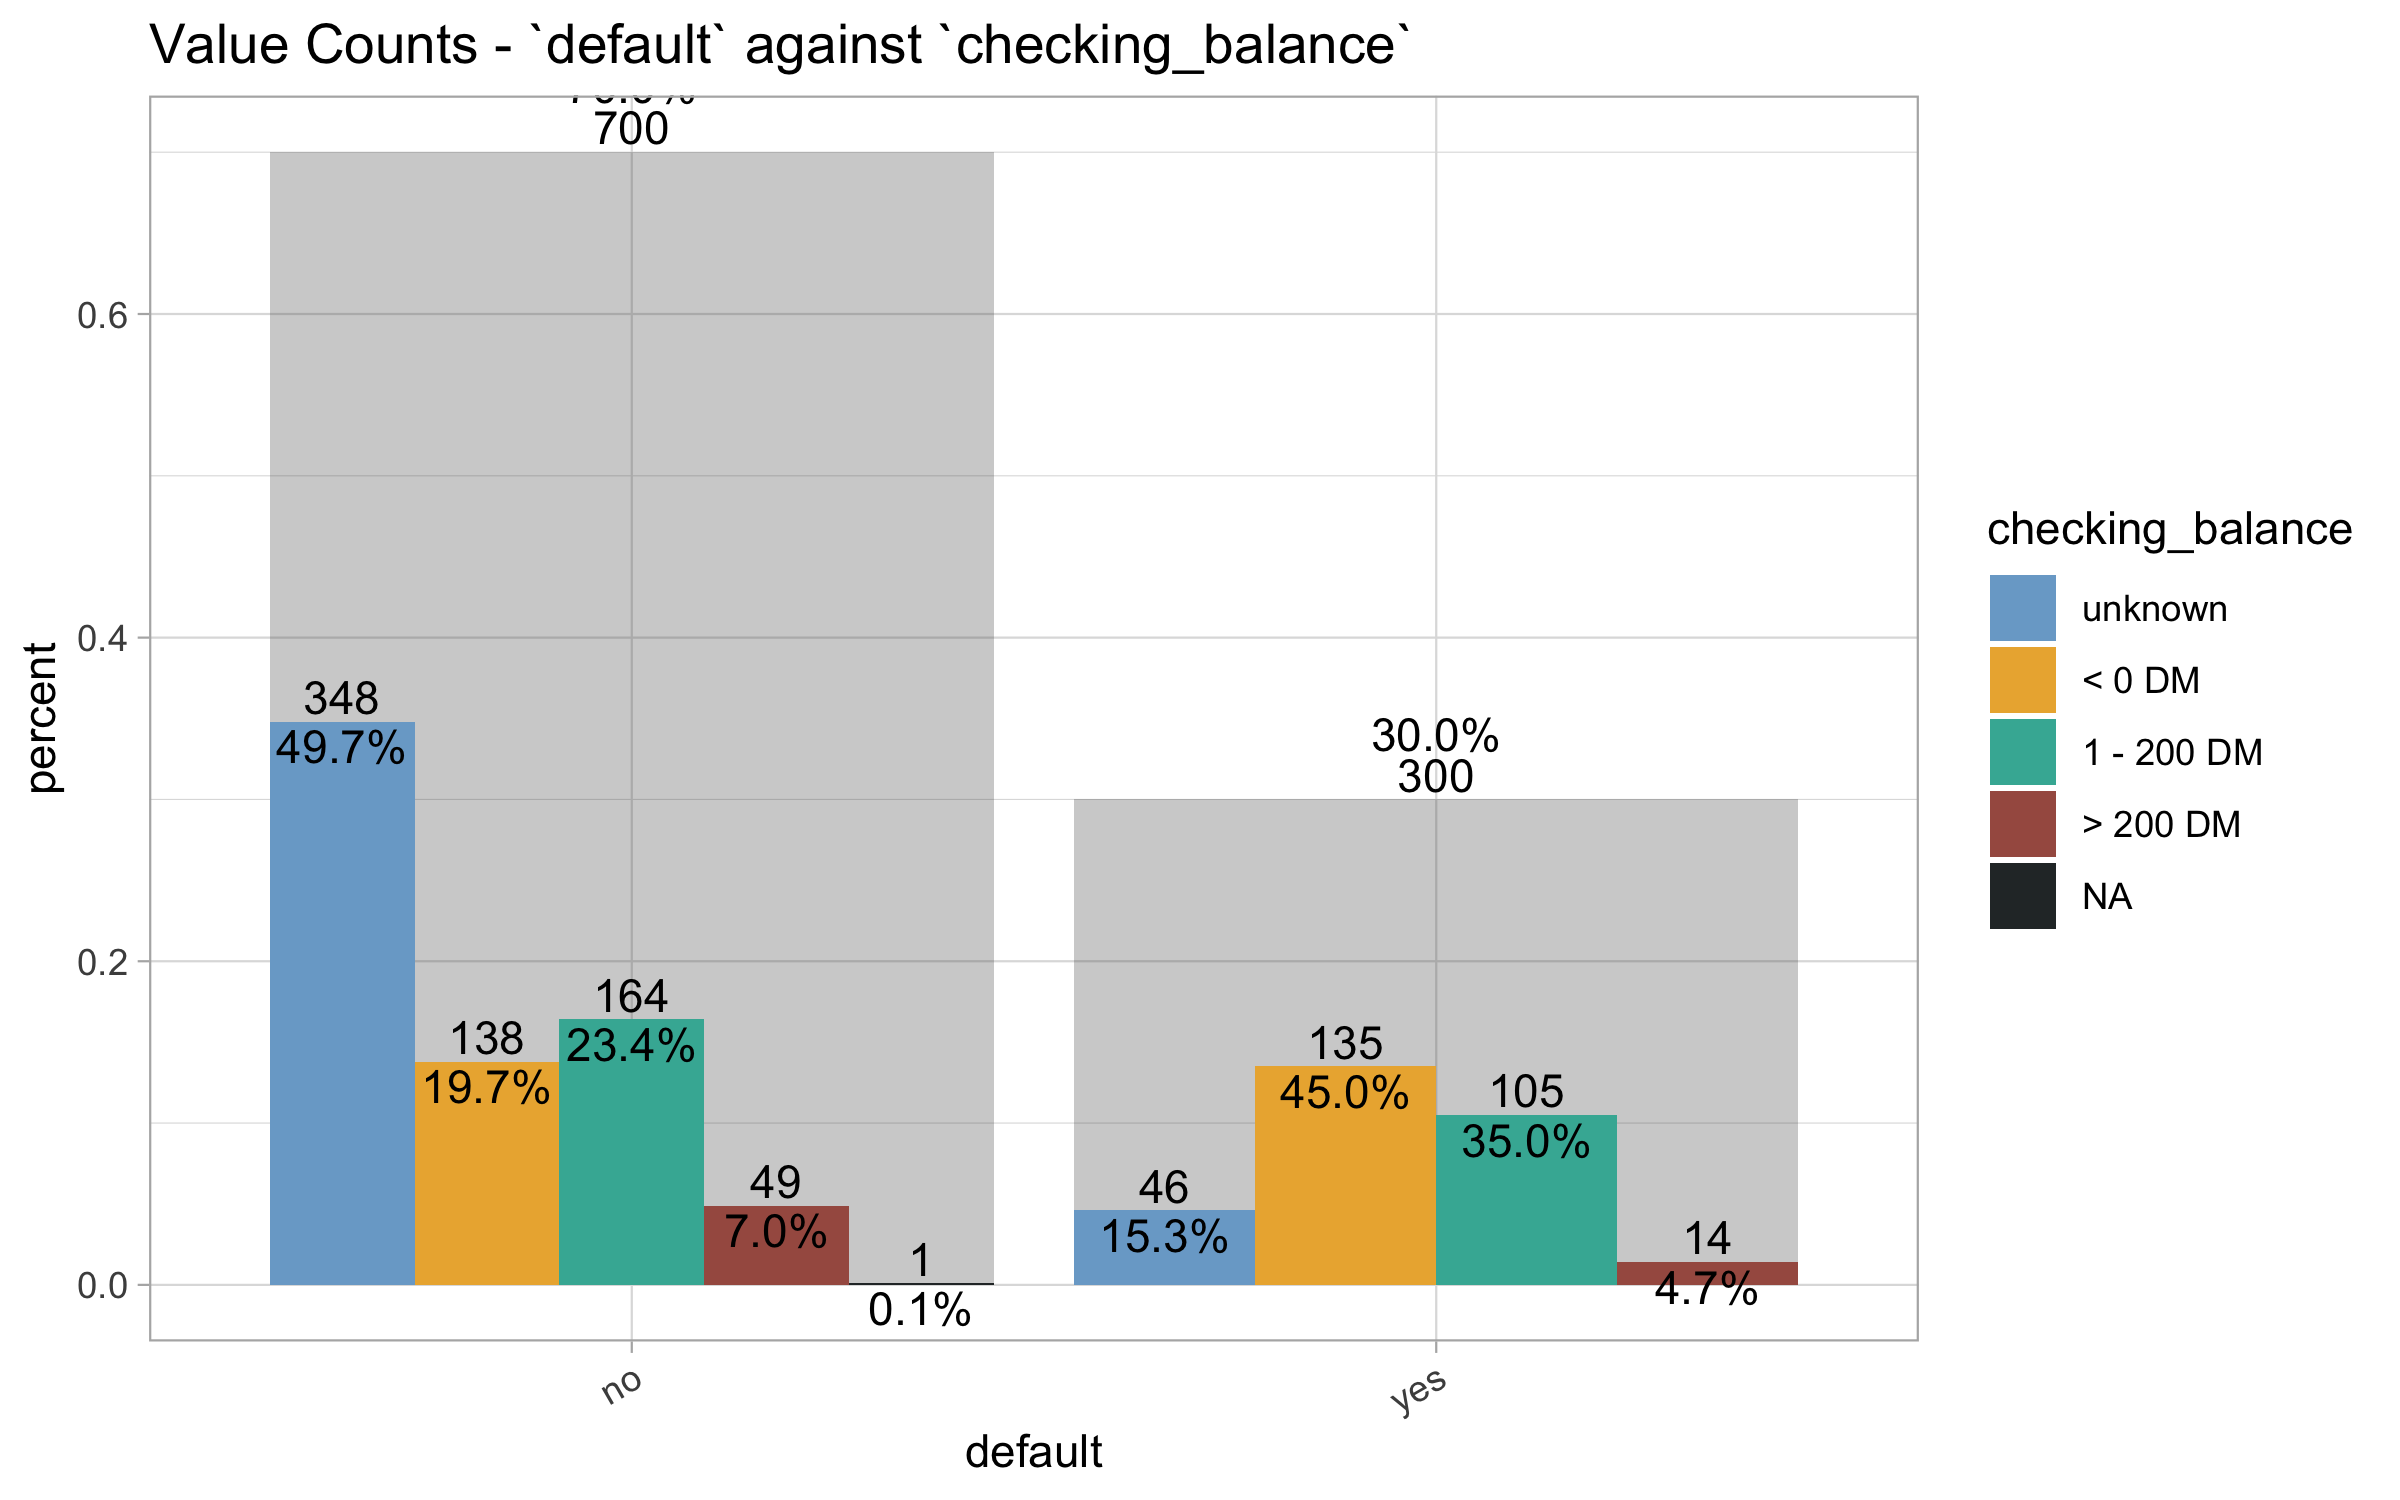 Value Counts - `default` against `checking_balance`
700
0.6
0.4
0.2
0.0
percent
348
49.7%
138
19.7%
164
23.4%
49
7.0%
1
0.1%
30.0%
300
46
15.3%
135
45.0%
105
35.0%
14
4.7%
no
yes
default
checking_balance
unknown
< 0 DM
1 - 200 DM
> 200 DM
NA